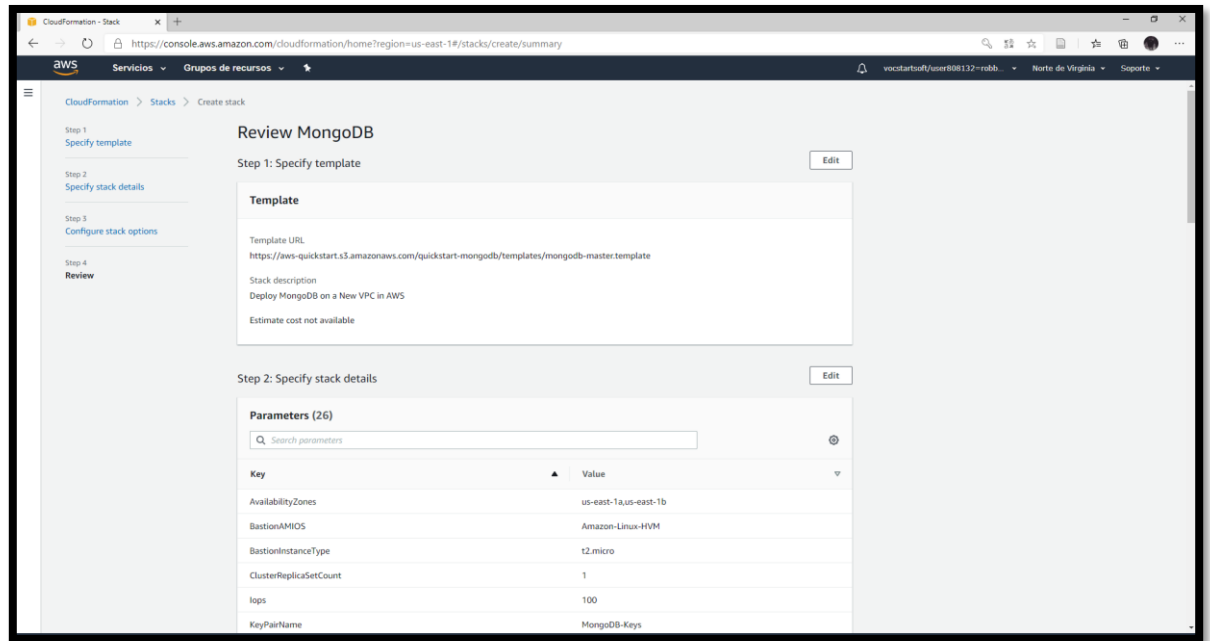 CloudFormation - Stack
https://console.aws.amazon.com/cloudformation/home?region=us-east-1#/stacks/create/summary
aws Servicios Grupos de recursos vocstartsoft/user808132=robb... Norte de Virginia Soporte
CloudFormation > Stacks > Create stack
Step 1
Specify template
Step 2
Specify stack details
Step 3
Configure stack options
Step 4
Review
Review MongoDB
Step 1: Specify template Edit
Template
Template URL
https://aws-quickstart.s3.amazonaws.com/quickstart-mongodb/templates/mongodb-master.template
Stack description
Deploy MongoDB on a New VPC in AWS
Estimate cost not available
Step 2: Specify stack details Edit
Parameters (26)
Search parameters
Key Value
AvailabilityZones us-east-1a,us-east-1b
BastionAMIOS Amazon-Linux-HVM
BastionInstanceType t2.micro
ClusterReplicaSetCount 1
Iops 100
KeyPairName MongoDB-Keys